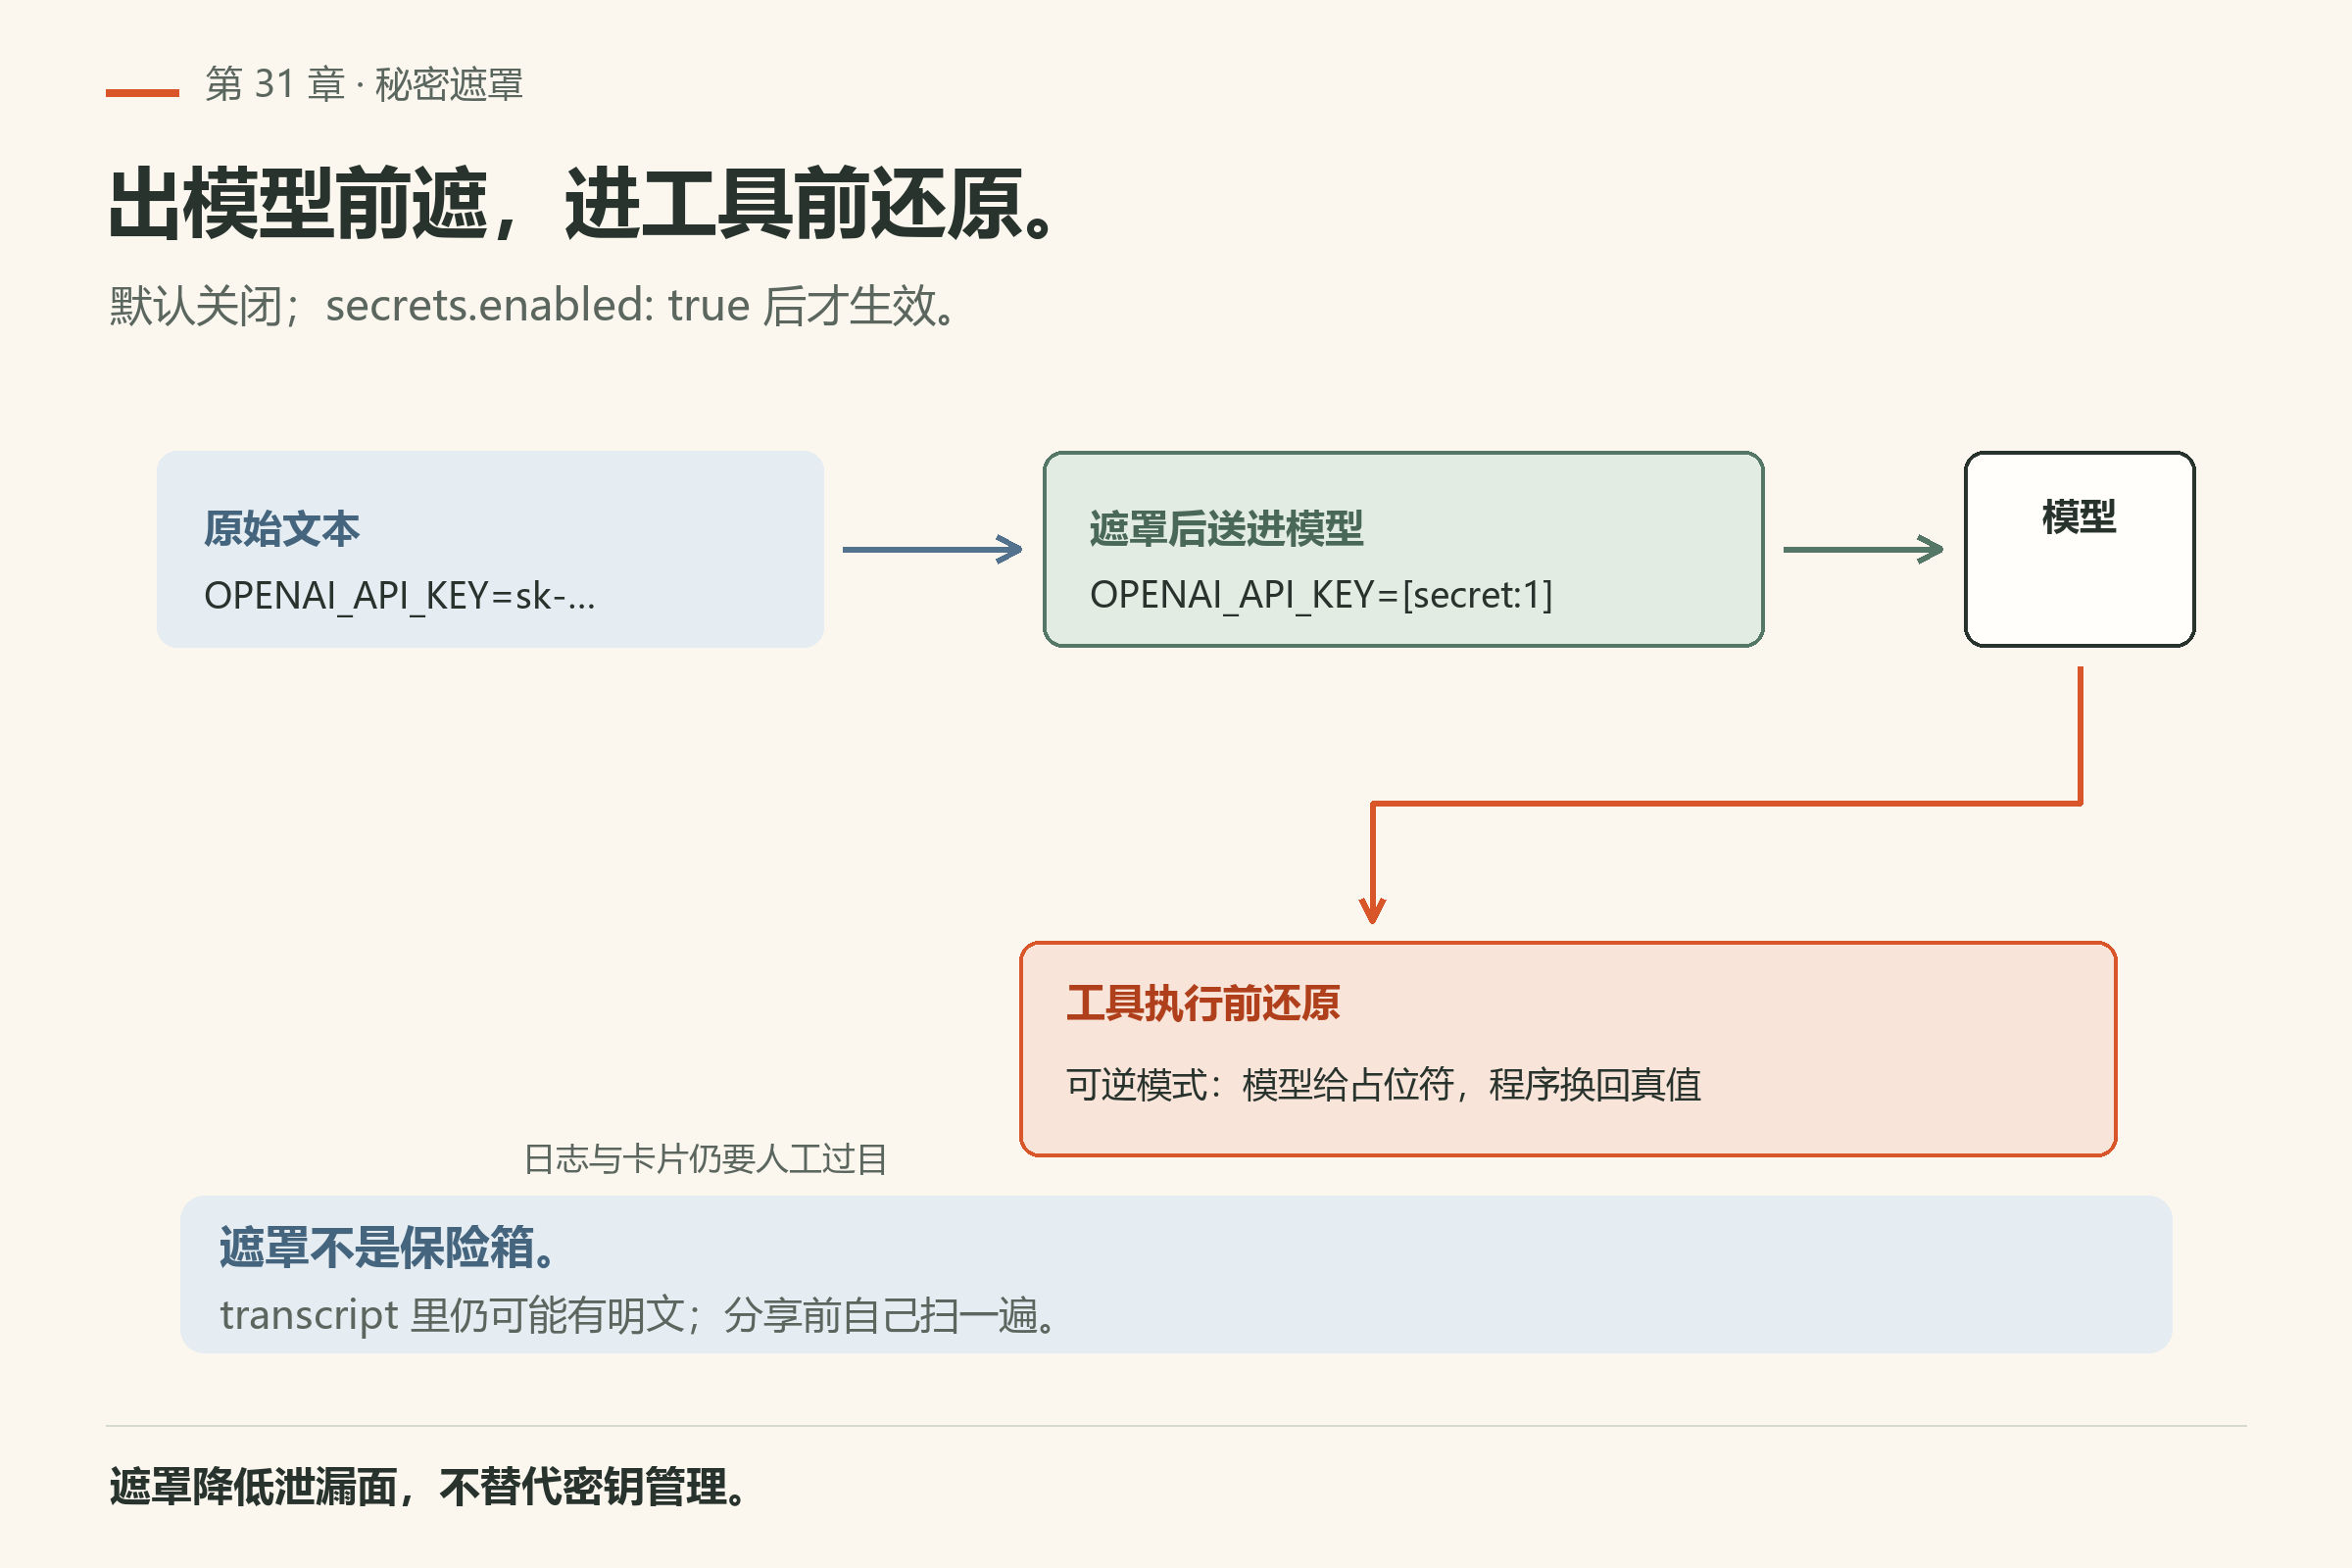 第 31 章 · 秘密遮罩
出模型前遮，进工具前还原。
默认关闭；secrets.enabled: true 后才生效。
原始文本
OPENAI_API_KEY=sk-...
遮罩后送进模型
OPENAI_API_KEY=[secret:1]
模型
工具执行前还原
可逆模式：模型给占位符，程序换回真值
日志与卡片仍要人工过目
遮罩不是保险箱。
transcript 里仍可能有明文；分享前自己扫一遍。
遮罩降低泄漏面，不替代密钥管理。